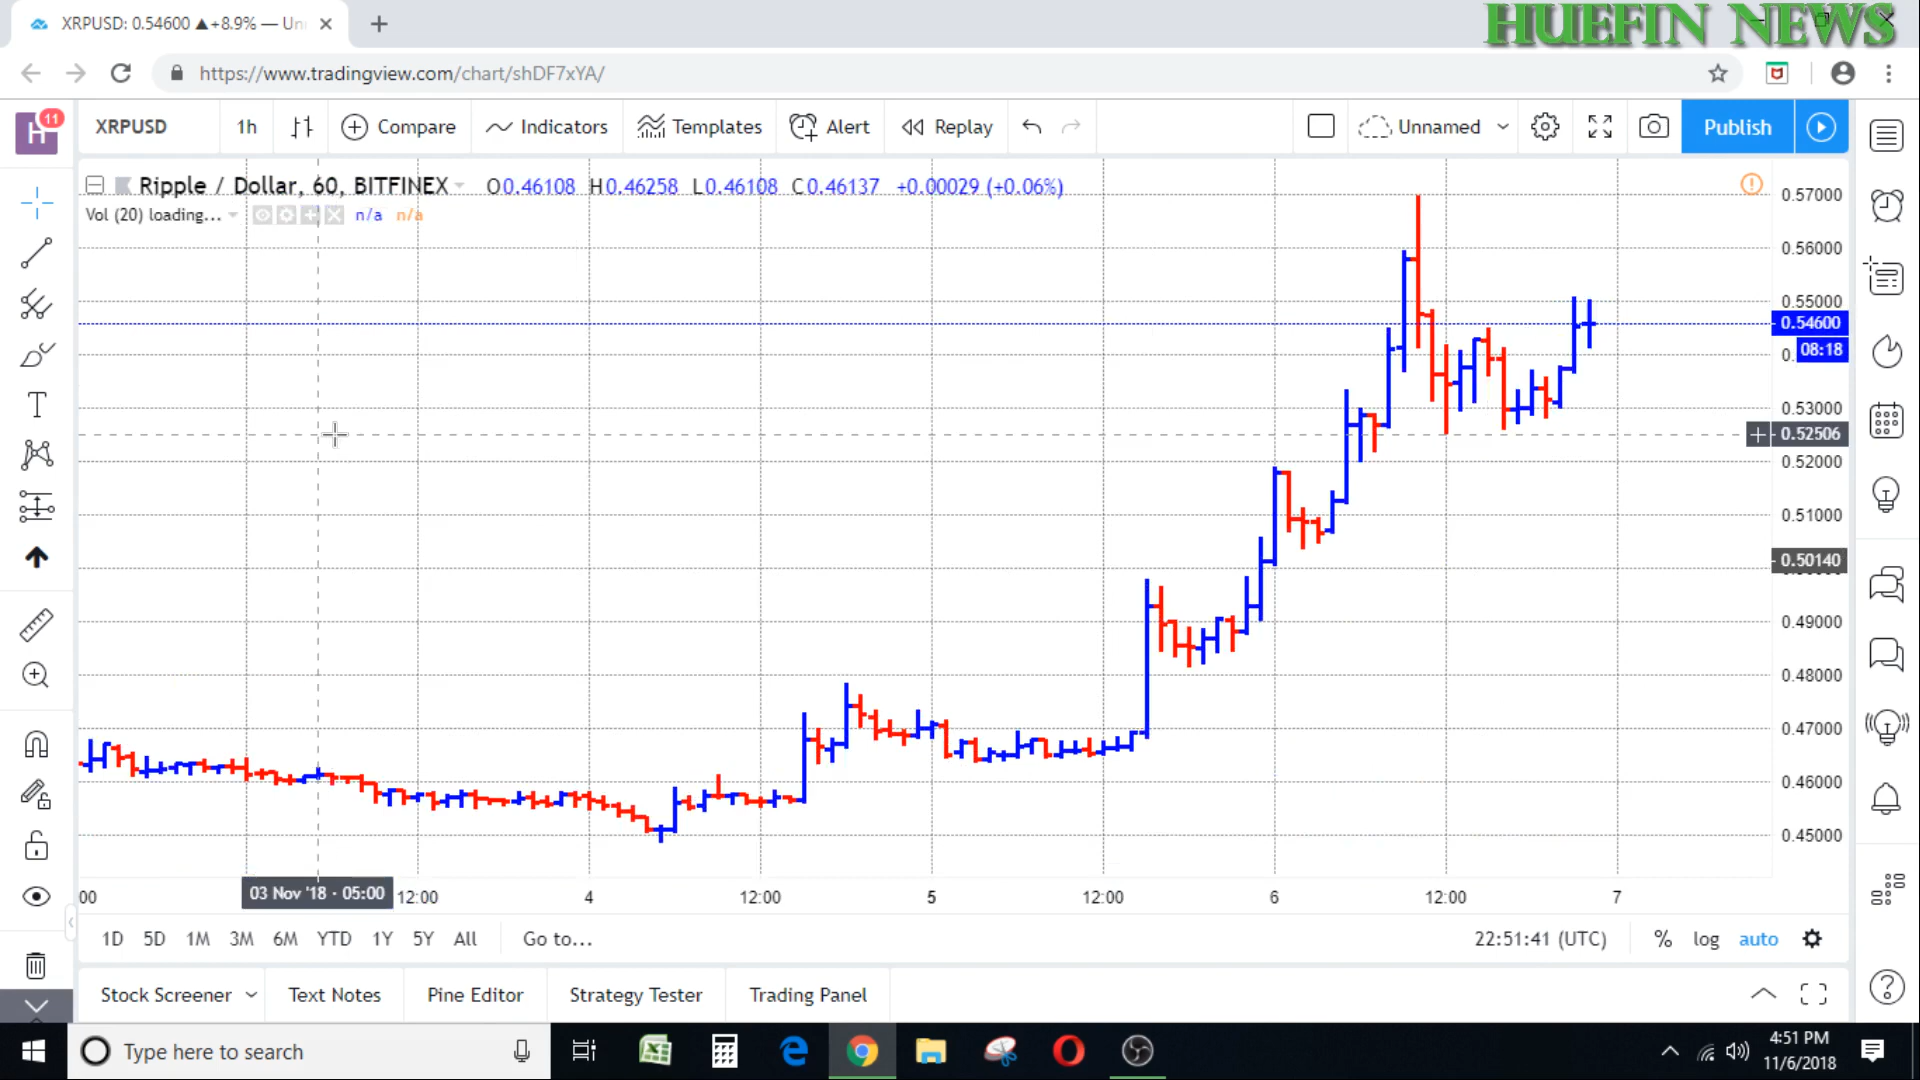 XRPUSD: 0.54600 ▲+8.9% — Un
HUEFIN NEWS
https://www.tradingview.com/chart/shDF7xYA/
H 11
XRPUSD 1h Compare Indicators Templates Alert Replay Unnamed Publish
Ripple / Dollar, 60, BITFINEX O0.46108 H0.46258 L0.46108 C0.46137 +0.00029 (+0.06%)
Vol (20) loading... n/a n/a
0.57000
0.56000
0.55000
0.54600
0. 08:18
0.53000
0.52506
0.52000
0.51000
0.50140
0.49000
0.48000
0.47000
0.46000
0.45000
00 03 Nov '18 - 05:00 12:00 4 12:00 5 12:00 6 12:00 7
1D 5D 1M 3M 6M YTD 1Y 5Y All Go to... 22:51:41 (UTC) % log auto
Stock Screener Text Notes Pine Editor Strategy Tester Trading Panel
Type here to search
4:51 PM
11/6/2018